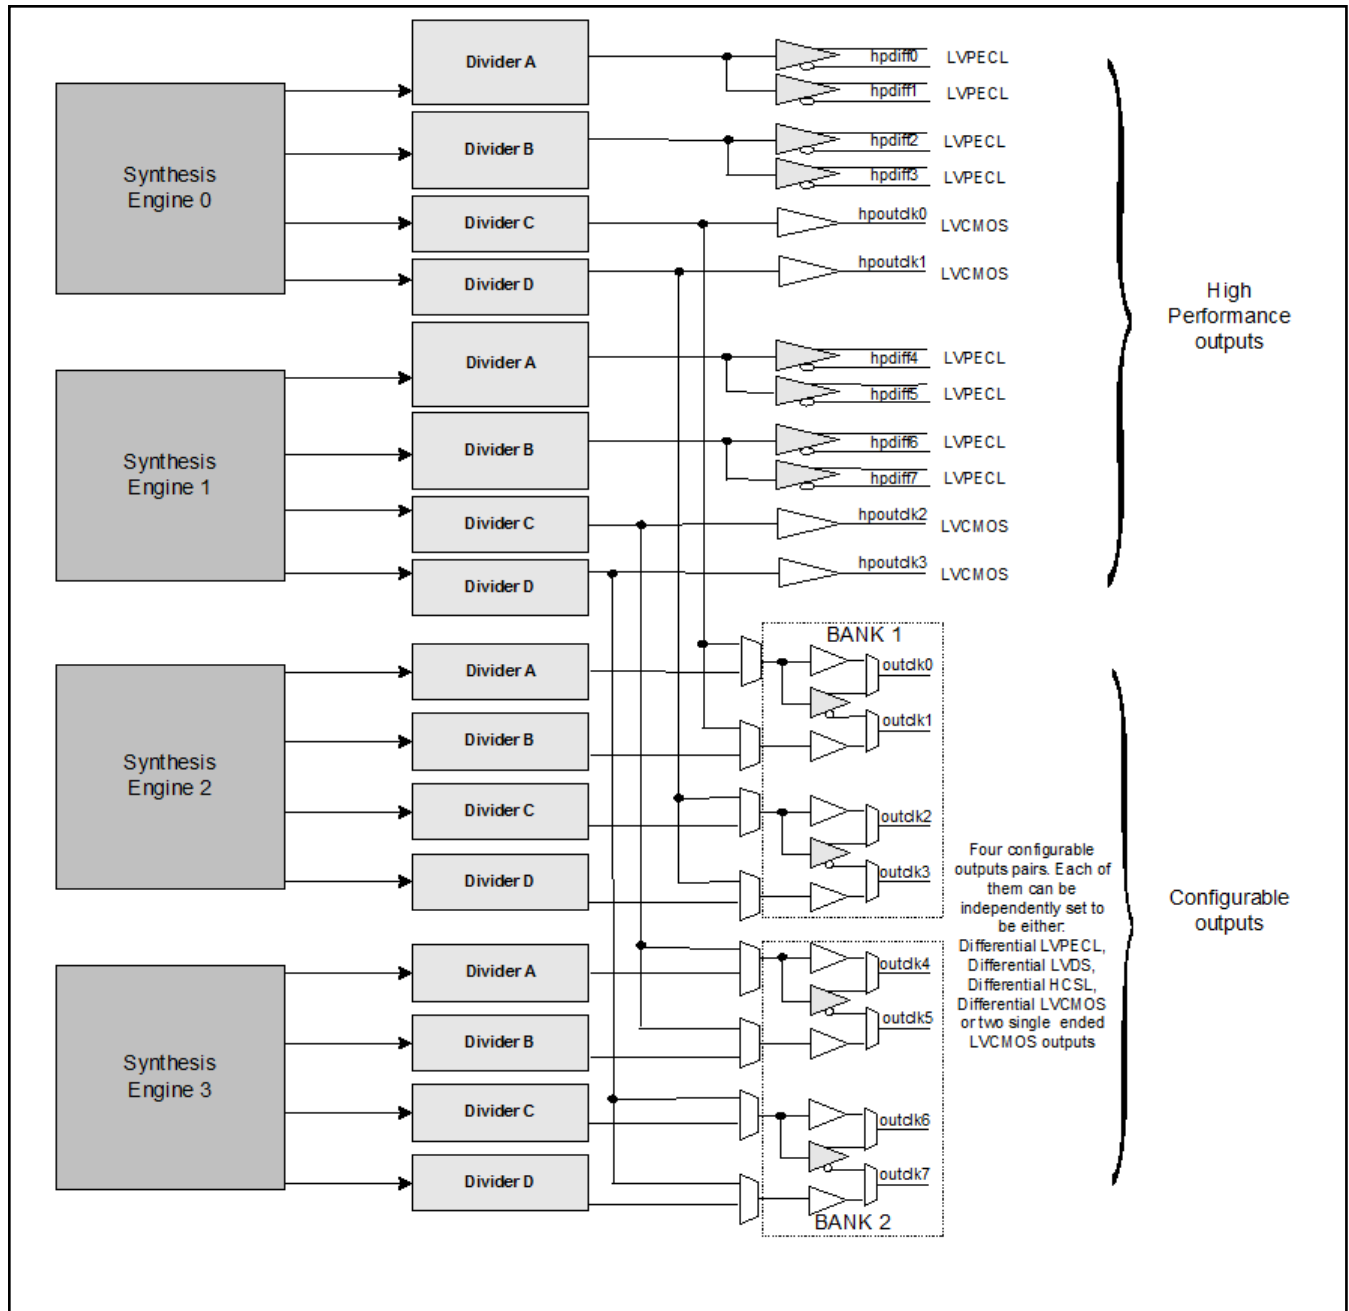 Synthesis
Engine 0
Divider A
Divider B
Divider C
Divider D
hpdiff0 LVPECL
hpdiff1 LVPECL
hpdiff2 LVPECL
hpdiff3 LVPECL
hpoutclk0 LVCMOS
hpoutclk1 LVCMOS
High
Performance
outputs
Synthesis
Engine 1
Divider A
Divider B
Divider C
Divider D
hpdiff4 LVPECL
hpdiff5 LVPECL
hpdiff6 LVPECL
hpdiff7 LVPECL
hpoutclk2 LVCMOS
hpoutclk3 LVCMOS
Synthesis
Engine 2
Divider A
Divider B
Divider C
Divider D
BANK 1
outclk0
outclk1
outclk2
outclk3
Synthesis
Engine 3
Divider A
Divider B
Divider C
Divider D
outclk4
outclk5
outclk6
outclk7
BANK 2
Four configurable
outputs pairs. Each of
them can be
independently set to
be either:
Differential LVPECL,
Differential LVDS,
Differential HCSL,
Differential LVCMOS
or two single ended
LVCMOS outputs
Configurable
outputs